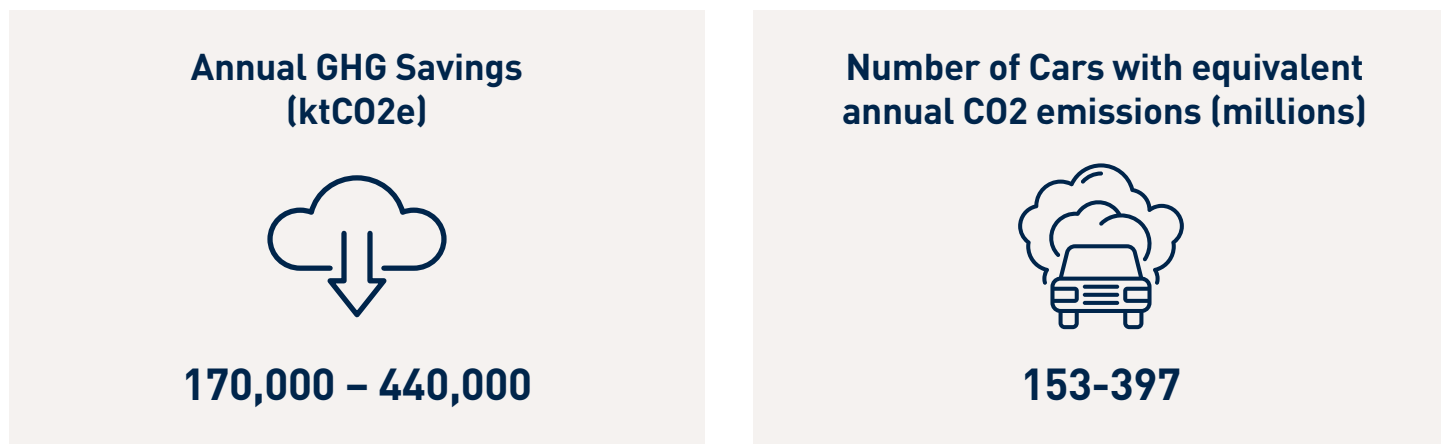 Annual GHG Savings
(ktCO2e)
170,000 – 440,000
Number of Cars with equivalent
annual CO2 emissions (millions)
153-397